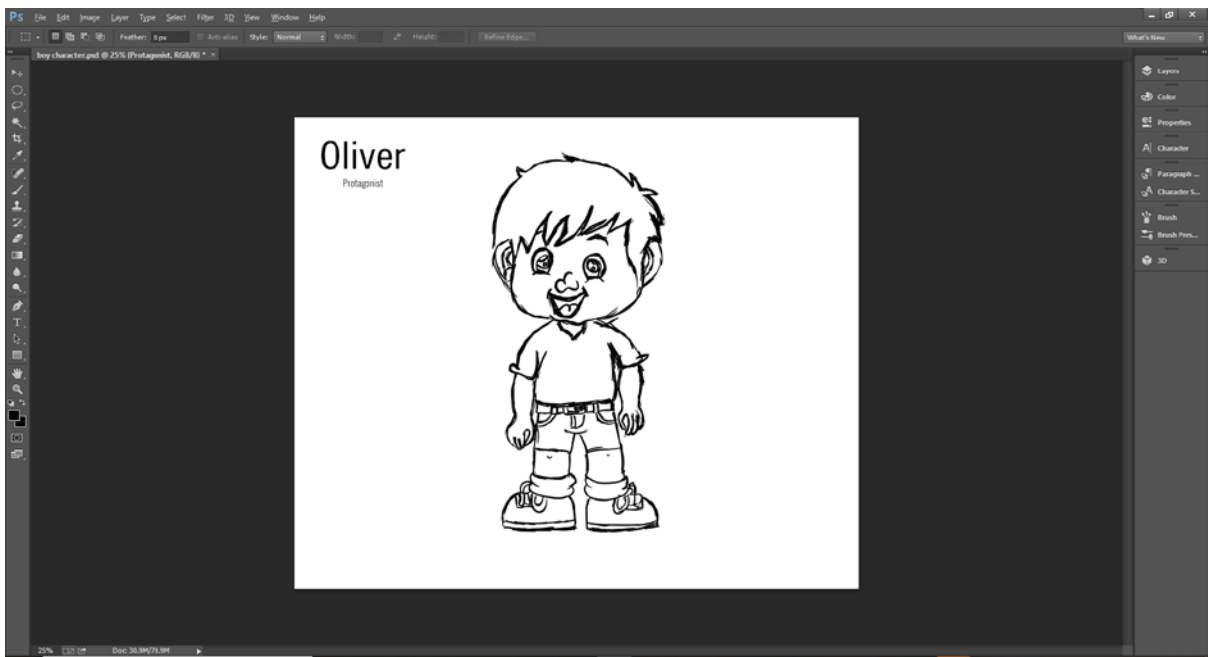 Ps File Edit Image Layer Type Select Filter 3D View Window Help
Feather: 0 px Anti-alias Style: Normal Width: Height: Refine Edge... What's New
boy character.psd @ 25% (Protagonist, RGB/8) * ×
Layers
Color
Properties
Character
Paragraph ...
Character S...
Brush
Brush Pres...
3D
Oliver
Protagonist
25% Doc: 30.9M/78.9M